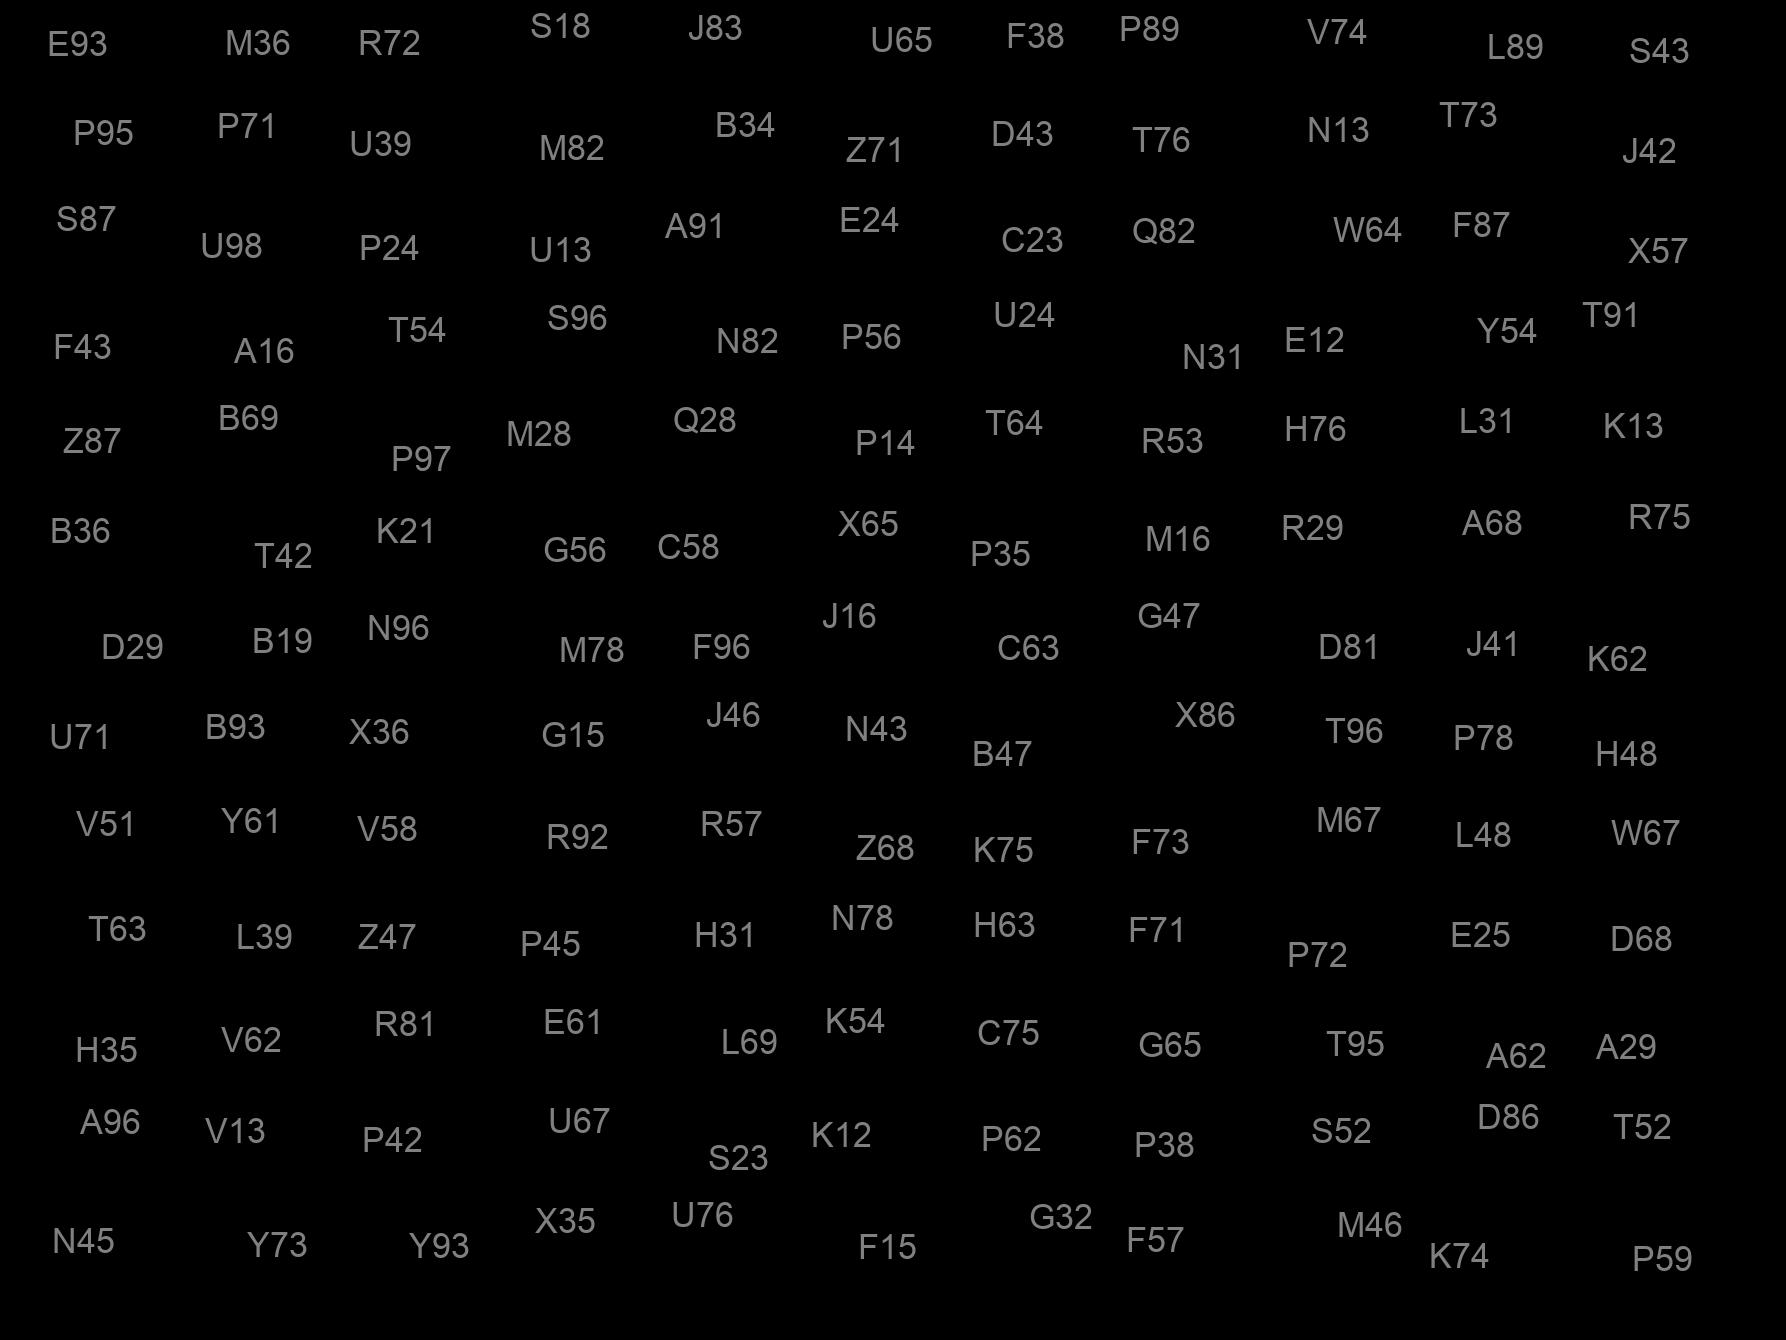 E93 M36 R72 S18 J83 U65 F38 P89 V74 L89 S43
P95 P71 U39 M82 B34 Z71 D43 T76 N13 T73 J42
S87 U98 P24 U13 A91 E24 C23 Q82 W64 F87 X57
F43 A16 T54 S96 N82 P56 U24 N31 E12 Y54 T91
Z87 B69 P97 M28 Q28 P14 T64 R53 H76 L31 K13
B36 T42 K21 G56 C58 X65 P35 M16 R29 A68 R75
D29 B19 N96 M78 F96 J16 C63 G47 D81 J41 K62
U71 B93 X36 G15 J46 N43 B47 X86 T96 P78 H48
V51 Y61 V58 R92 R57 Z68 K75 F73 M67 L48 W67
T63 L39 Z47 P45 H31 N78 H63 F71 P72 E25 D68
H35 V62 R81 E61 L69 K54 C75 G65 T95 A62 A29
A96 V13 P42 U67 S23 K12 P62 P38 S52 D86 T52
N45 Y73 Y93 X35 U76 F15 G32 F57 M46 K74 P59